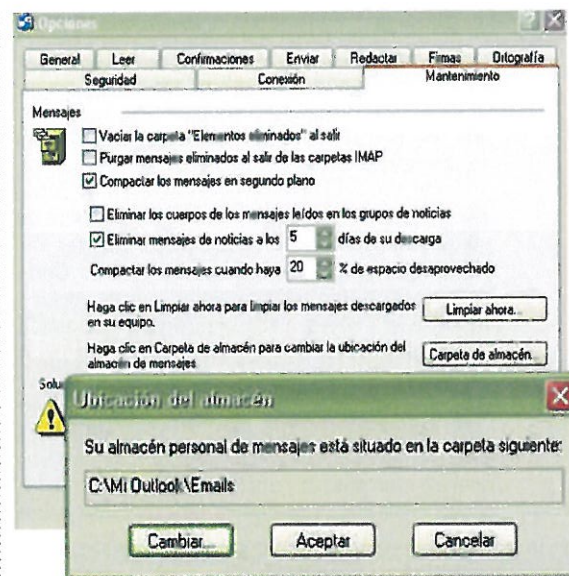 Opciones
General Leer Confirmaciones Enviar Redactar Firmas Ortografía
Seguridad Conexión Mantenimiento
Mensajes
Vaciar la carpeta "Elementos eliminados" al salir
Purgar mensajes eliminados al salir de las carpetas IMAP
Compactar los mensajes en segundo plano
Eliminar los cuerpos de los mensajes leídos en los grupos de noticias
Eliminar mensajes de noticias a los 5 días de su descarga
Compactar los mensajes cuando haya 20 % de espacio desaprovechado
Haga clic en Limpiar ahora para limpiar los mensajes descargados
en su equipo.
Limpiar ahora...
Haga clic en Carpeta de almacén para cambiar la ubicación del
almacén de mensajes
Carpeta de almacén...
Solu
Ubicación del almacén
Su almacén personal de mensajes está situado en la carpeta siguiente:
C:\Mi Outlook\Emails
Cambiar... Aceptar Cancelar